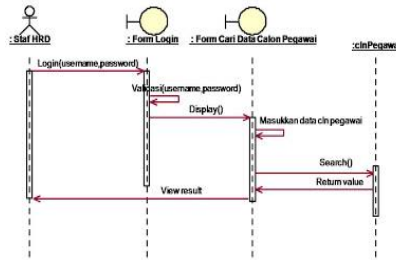 : Staf HRD
: Form Login
: Form Cari Data Calon Pegawai
:clnPegawa
Login(username,password)
Validasi(username,password)
Display()
Masukkan data cln pegawai
Search()
Return value
View result